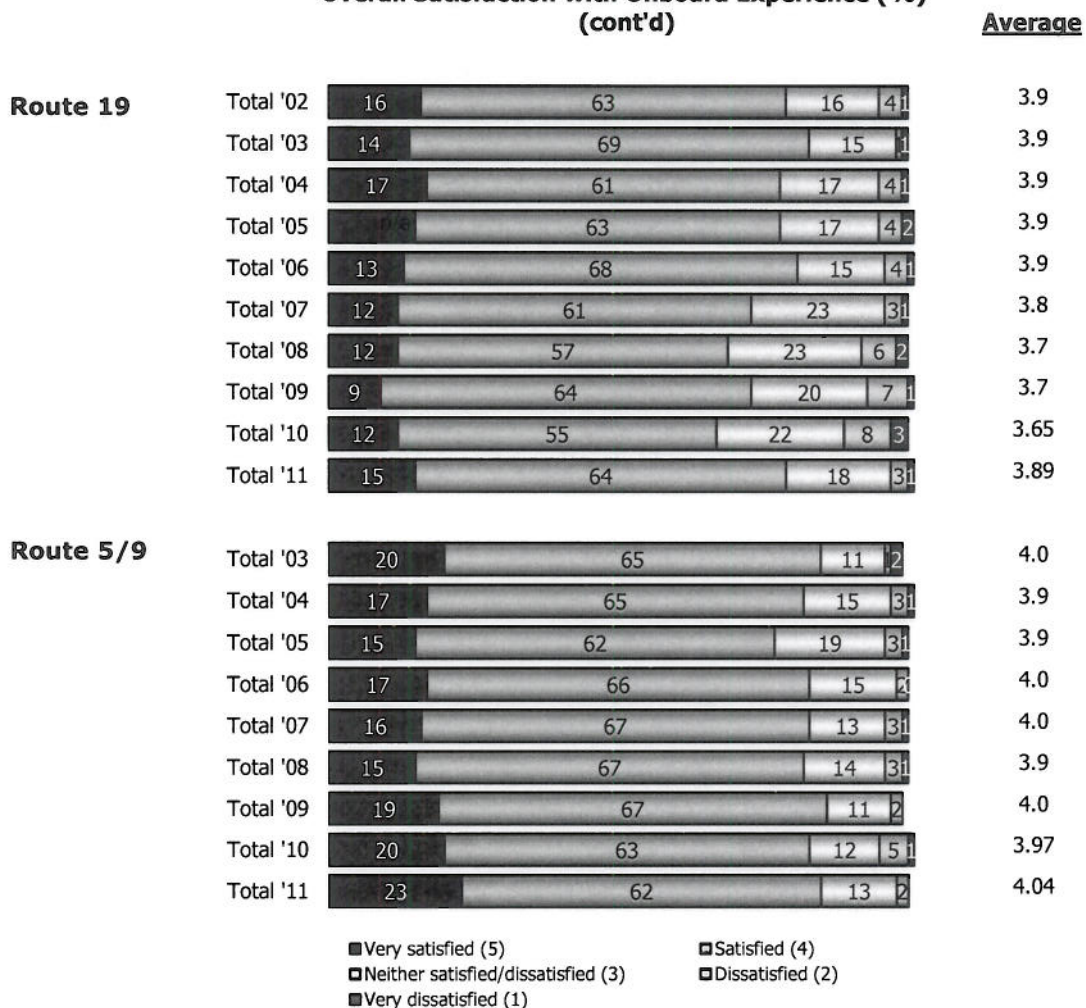 (cont'd)
Average
Route 19
Total '02 16 63 16 4 1 3.9
Total '03 14 69 15 1 3.9
Total '04 17 61 17 4 1 3.9
Total '05 63 17 4 2 3.9
Total '06 13 68 15 4 1 3.9
Total '07 12 61 23 3 1 3.8
Total '08 12 57 23 6 2 3.7
Total '09 9 64 20 7 1 3.7
Total '10 12 55 22 8 3 3.65
Total '11 15 64 18 3 1 3.89
Route 5/9
Total '03 20 65 11 2 4.0
Total '04 17 65 15 3 1 3.9
Total '05 15 62 19 3 1 3.9
Total '06 17 66 15 2 4.0
Total '07 16 67 13 3 1 4.0
Total '08 15 67 14 3 1 3.9
Total '09 19 67 11 2 4.0
Total '10 20 63 12 5 1 3.97
Total '11 23 62 13 2 4.04
Very satisfied (5) Satisfied (4)
Neither satisfied/dissatisfied (3) Dissatisfied (2)
Very dissatisfied (1)